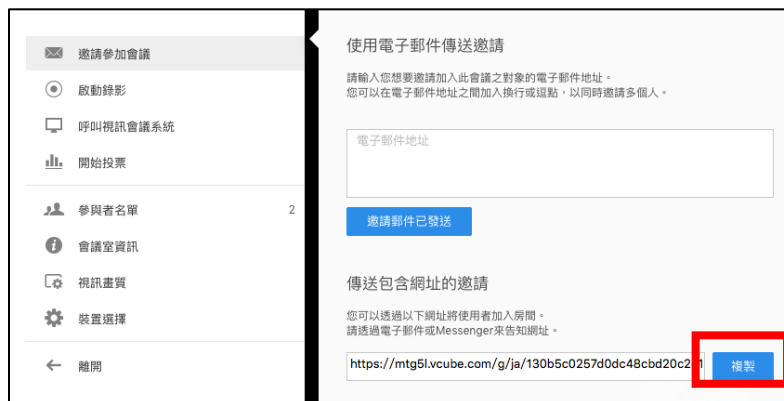 邀請參加會議
啟動錄影
呼叫視訊會議系統
開始投票
參與者名單 2
會議室資訊
視訊畫質
裝置選擇
離開
使用電子郵件傳送邀請
請輸入您想要邀請加入此會議之對象的電子郵件地址。
您可以在電子郵件地址之間加入換行或逗點,以同時邀請多個人。
電子郵件地址
邀請郵件已發送
傳送包含網址的邀請
您可以透過以下網址將使用者加入房間。
請透過電子郵件或Messenger來告知網址。
https://mtg5l.vcube.com/g/ja/130b5c0257d0dc48cbd20c2
複製